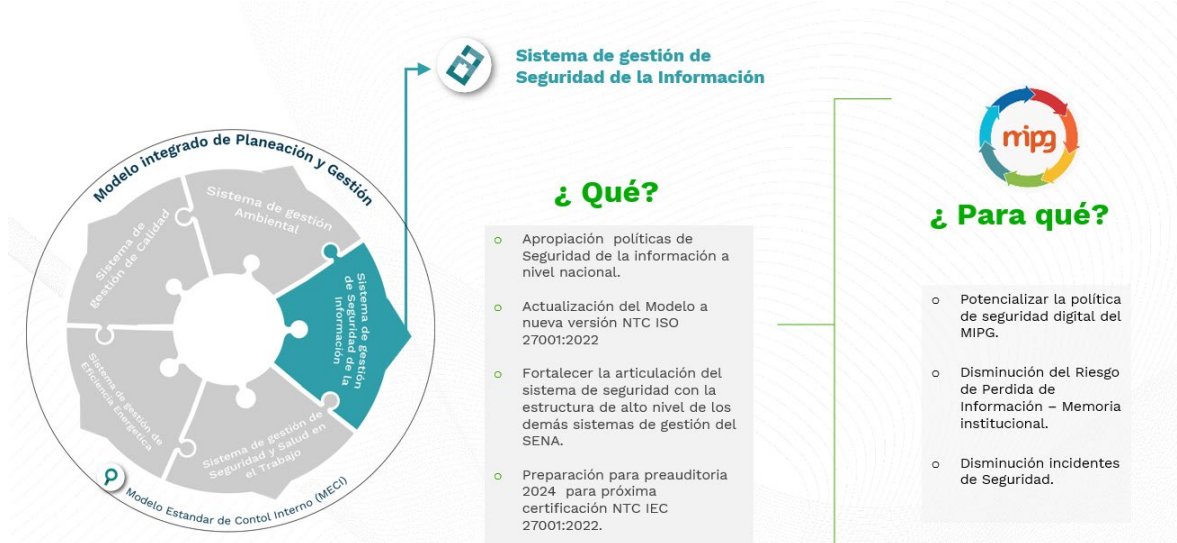 Sistema de gestión de
Seguridad de la Información
Modelo integrado de Planeación y Gestión
Sistema de gestión
Ambiental
Sistema de
gestión de Calidad
Sistema de gestión
de Seguridad de la
Información
Sistema de gestión de
Eficiencia Energetica
Sistema de gestión de
Seguridad y Salud en
el Trabajo
Modelo Estandar de Contol Interno (MECI)
¿ Qué?
o Apropiación políticas de
Seguridad de la información a
nivel nacional.
o Actualización del Modelo a
nueva versión NTC ISO
27001:2022
o Fortalecer la articulación del
sistema de seguridad con la
estructura de alto nivel de los
demás sistemas de gestión del
SENA.
o Preparación para preauditoria
2024 para próxima
certificación NTC IEC
27001:2022.
mipg
¿ Para qué?
o Potencializar la política
de seguridad digital del
MIPG.
o Disminución del Riesgo
de Perdida de
Información – Memoria
institucional.
o Disminución incidentes
de Seguridad.